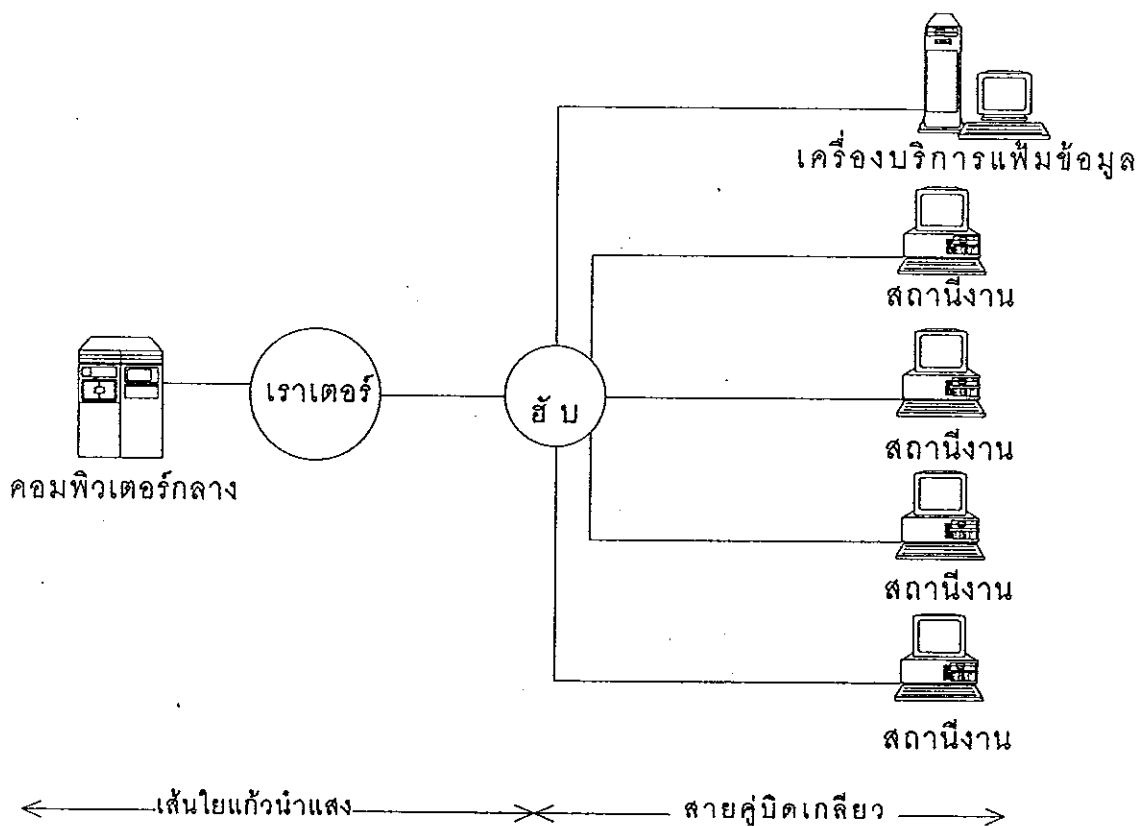 เครื่องบริการแฟ้มข้อมูล
สถานีงาน
เราเตอร์
ฮับ
สถานีงาน
คอมพิวเตอร์กลาง
สถานีงาน
สถานีงาน
เส้นใยแก้วนำแสง
สายคู่บิดเกลียว